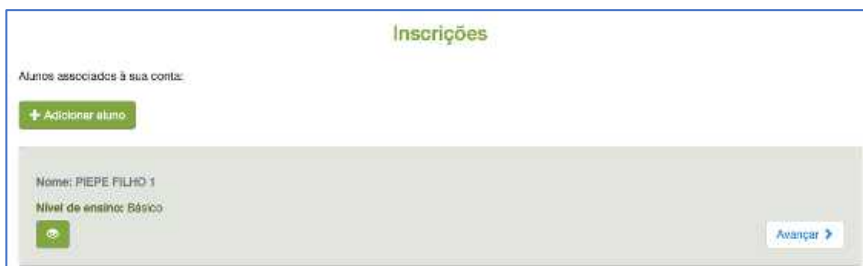 Inscrições
Alunos associados à sua conta:
+ Adicionar aluno
Nome: PIEPE FILHO 1
Nível de ensino: Básico
Avançar